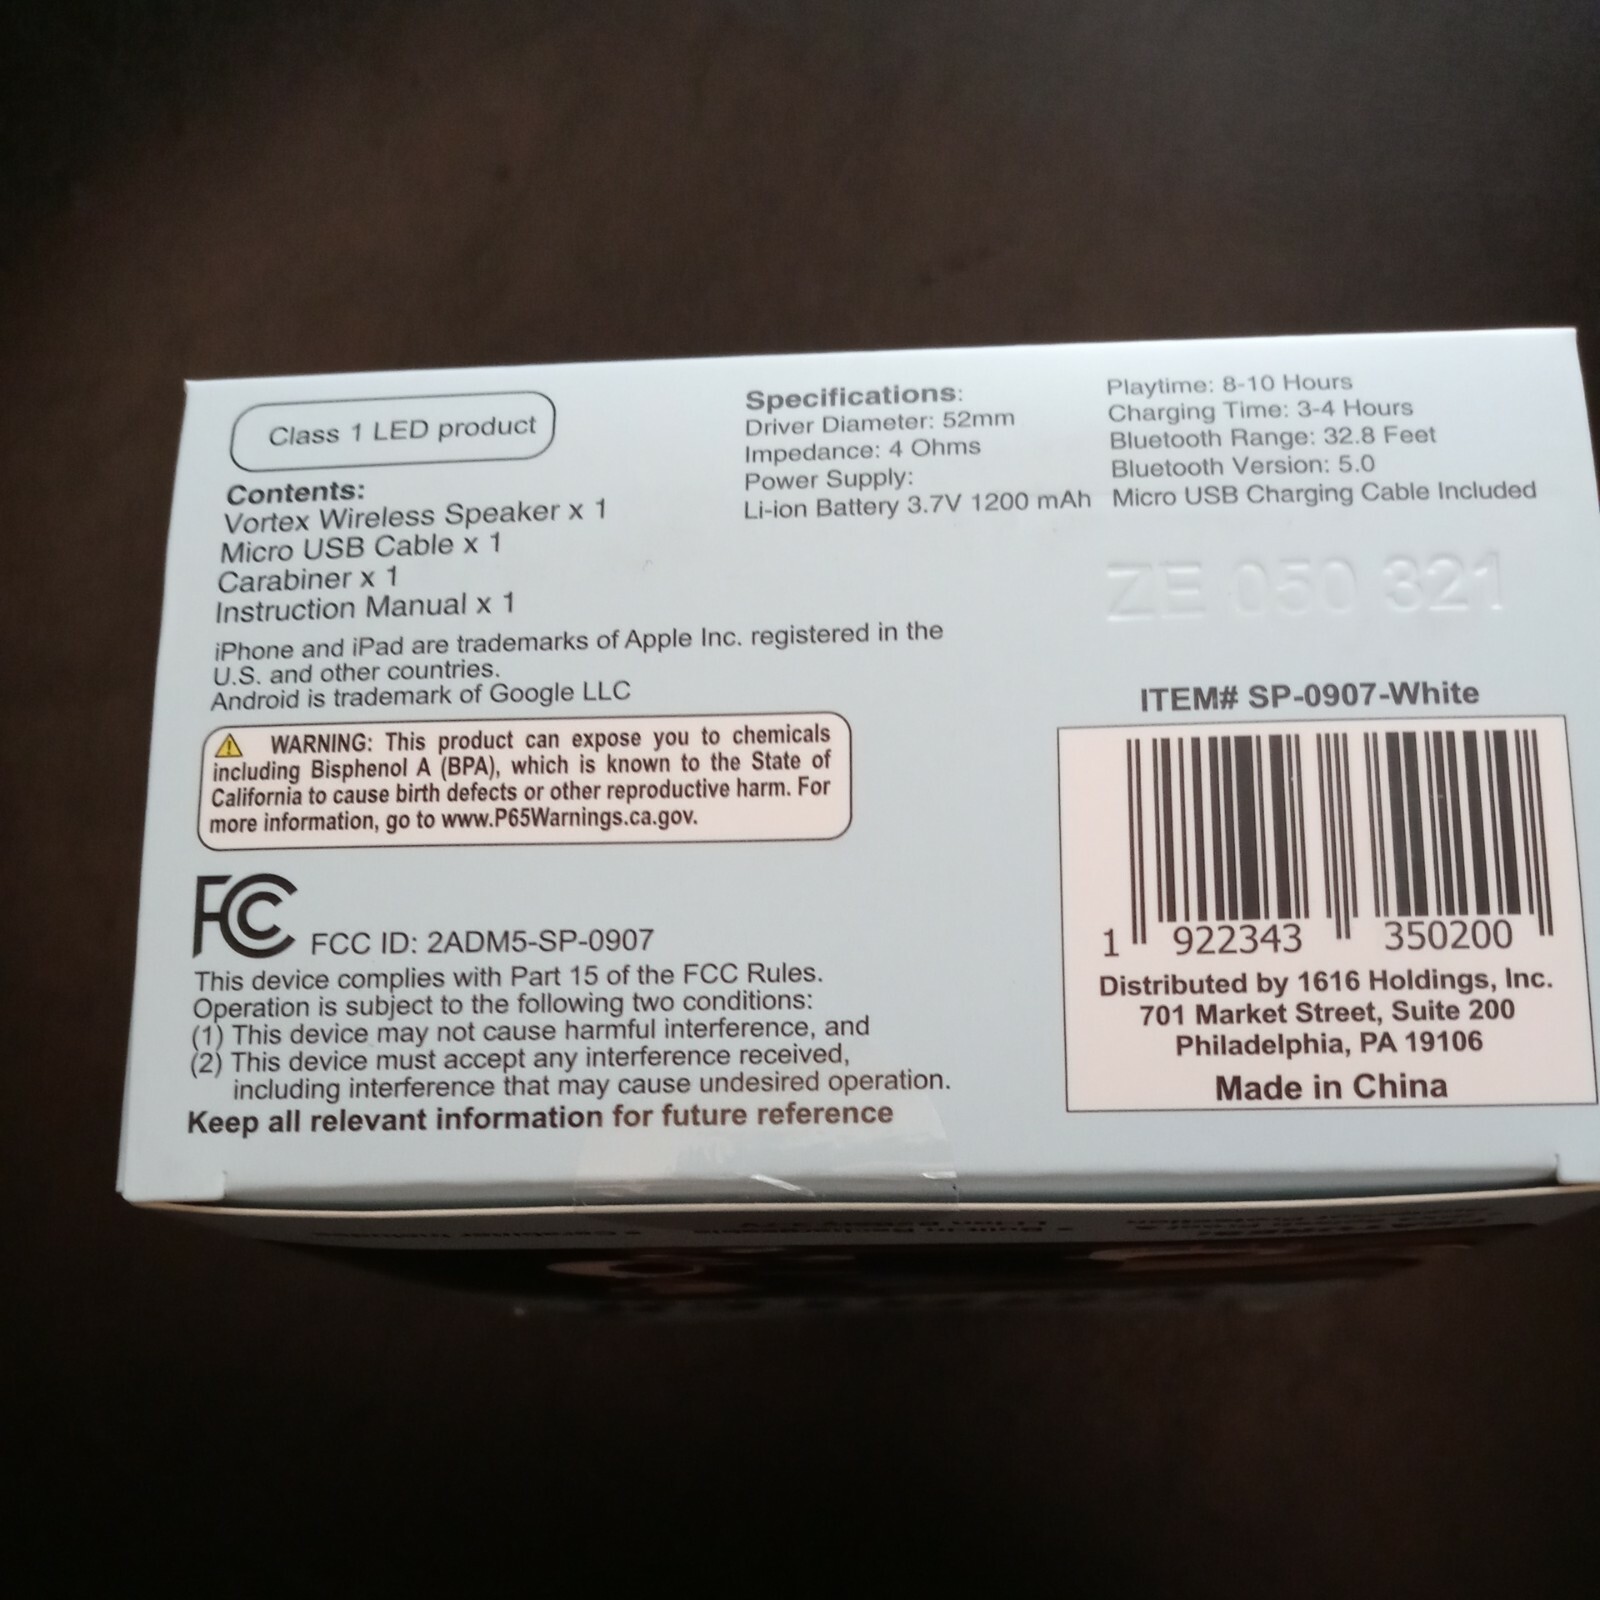 Class 1 LED product
Contents:
Vortex Wireless Speaker x 1
Micro USB Cable x 1
Carabiner x 1
Instruction Manual x 1
iPhone and iPad are trademarks of Apple Inc. registered in the
U.S. and other countries.
Android is trademark of Google LLC
WARNING: This product can expose you to chemicals
including Bisphenol A (BPA), which is known to the State of
California to cause birth defects or other reproductive harm. For
more information, go to www.P65Warnings.ca.gov.
FC FCC ID: 2ADM5-SP-0907
This device complies with Part 15 of the FCC Rules.
Operation is subject to the following two conditions:
(1) This device may not cause harmful interference, and
(2) This device must accept any interference received,
including interference that may cause undesired operation.
Keep all relevant information for future reference
Specifications:
Driver Diameter: 52mm
Impedance: 4 Ohms
Power Supply:
Li-ion Battery 3.7V 1200 mAh
Playtime: 8-10 Hours
Charging Time: 3-4 Hours
Bluetooth Range: 32.8 Feet
Bluetooth Version: 5.0
Micro USB Charging Cable Included
ZE 050 321
ITEM# SP-0907-White
1 922343 350200
Distributed by 1616 Holdings, Inc.
701 Market Street, Suite 200
Philadelphia, PA 19106
Made in China